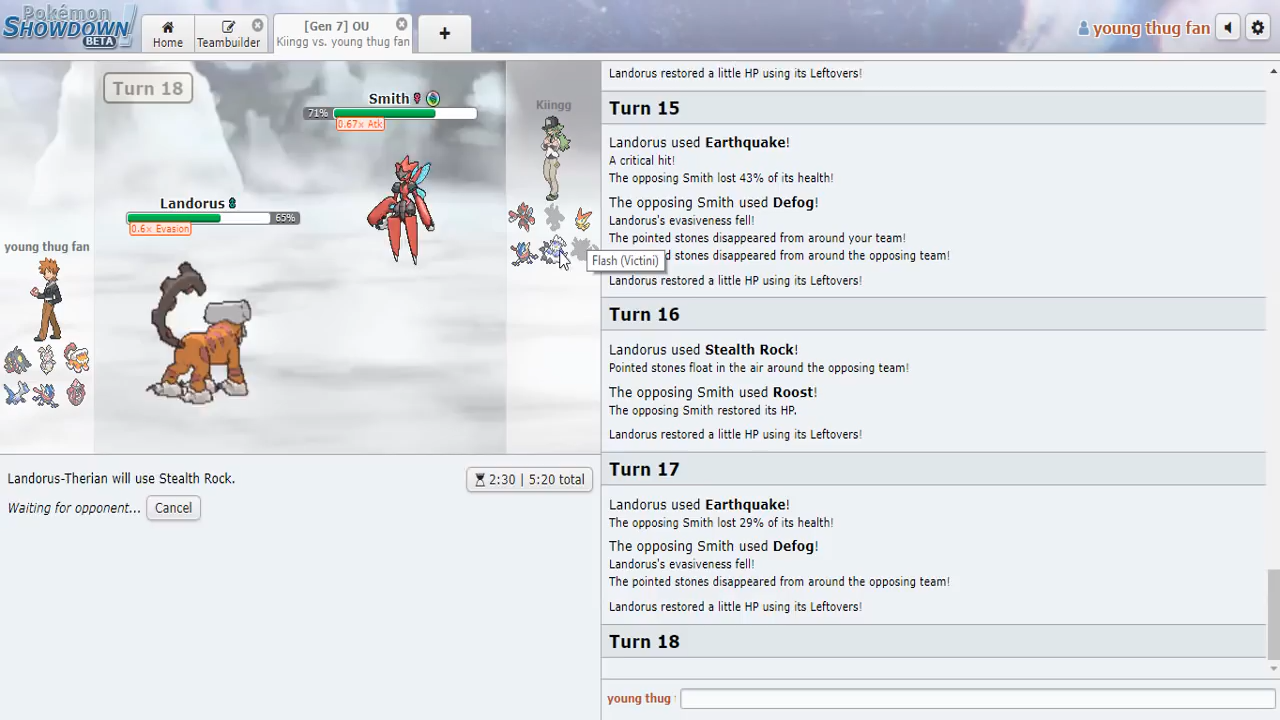 Pokémon
SHOWDOWN
BETA
Home
Teambuilder
[Gen 7] OU
Kiingg vs. young thug fan
+
young thug fan
Turn 18
Smith
71%
0.67x Atk
Landorus
65%
0.6x Evasion
young thug fan
Kiingg
Flash (Victini)
Landorus-Therian will use Stealth Rock.
Waiting for opponent...
Cancel
2:30 | 5:20 total
Landorus restored a little HP using its Leftovers!
Turn 15
Landorus used Earthquake!
A critical hit!
The opposing Smith lost 43% of its health!
The opposing Smith used Defog!
Landorus's evasiveness fell!
The pointed stones disappeared from around your team!
d stones disappeared from around the opposing team!
Landorus restored a little HP using its Leftovers!
Turn 16
Landorus used Stealth Rock!
Pointed stones float in the air around the opposing team!
The opposing Smith used Roost!
The opposing Smith restored its HP.
Landorus restored a little HP using its Leftovers!
Turn 17
Landorus used Earthquake!
The opposing Smith lost 29% of its health!
The opposing Smith used Defog!
Landorus's evasiveness fell!
The pointed stones disappeared from around the opposing team!
Landorus restored a little HP using its Leftovers!
Turn 18
young thug